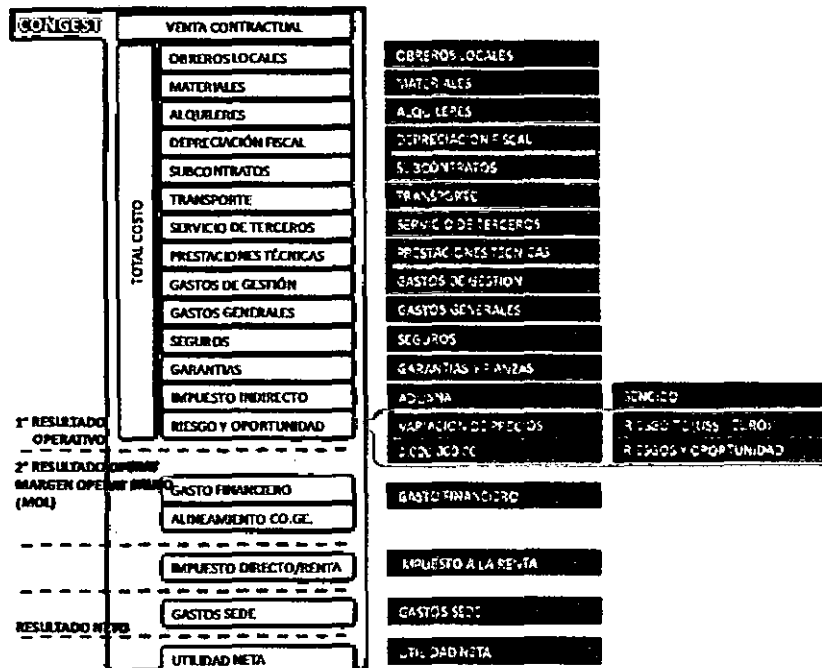 CONGEST
VENTA CONTRACTUAL
TOTAL COSTO
OBREROS LOCALES OBREROS LOCALES
MATERIALES MATERIALES
ALQUILERES ALQUILERES
DEPRECIACIÓN FISCAL DEPRECIACION FISCAL
SUBCONTRATOS SUBCONTRATOS
TRANSPORTE TRANSPORTE
SERVICIO DE TERCEROS SERVICIO DE TERCEROS
PRESTACIONES TÉCNICAS PRESTACIONES TECNICAS
GASTOS DE GESTIÓN GASTOS DE GESTION
GASTOS GENERALES GASTOS GENERALES
SEGUROS SEGUROS
GARANTIAS GARANTIAS Y FIANZAS
IMPUESTO INDIRECTO ADUANA SENCICO
1° RESULTADO OPERATIVO
RIESGO Y OPORTUNIDAD VARIACION DE PRECIOS RIESGO
RIESGOS Y OPORTUNIDAD
2° RESULTADO
MARGEN
(MOL)
GASTO FINANCIERO GASTO FINANCIERO
ALINEAMIENTO CO.GE.
IMPUESTO DIRECTO/RENTA IMPUESTO A LA RENTA
GASTOS SEDE GASTOS SEDE
RESULTADO NETO
UTILIDAD NETA UTILIDAD NETA